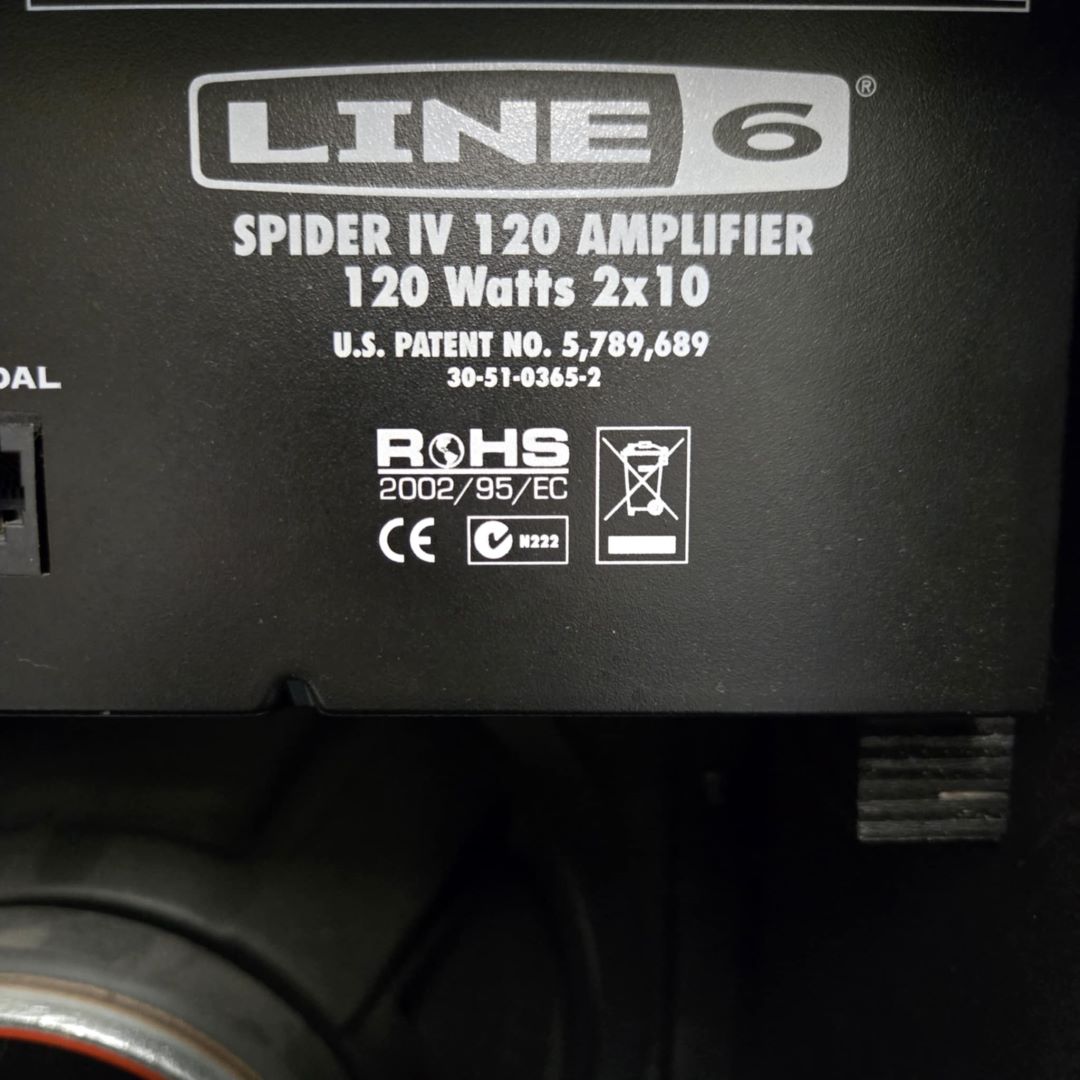 LINE 6 ®
SPIDER IV 120 AMPLIFIER
120 Watts 2x10
U.S. PATENT NO. 5,789,689
30-51-0365-2
DAL
RoHS
2002/95/EC
CE
N222